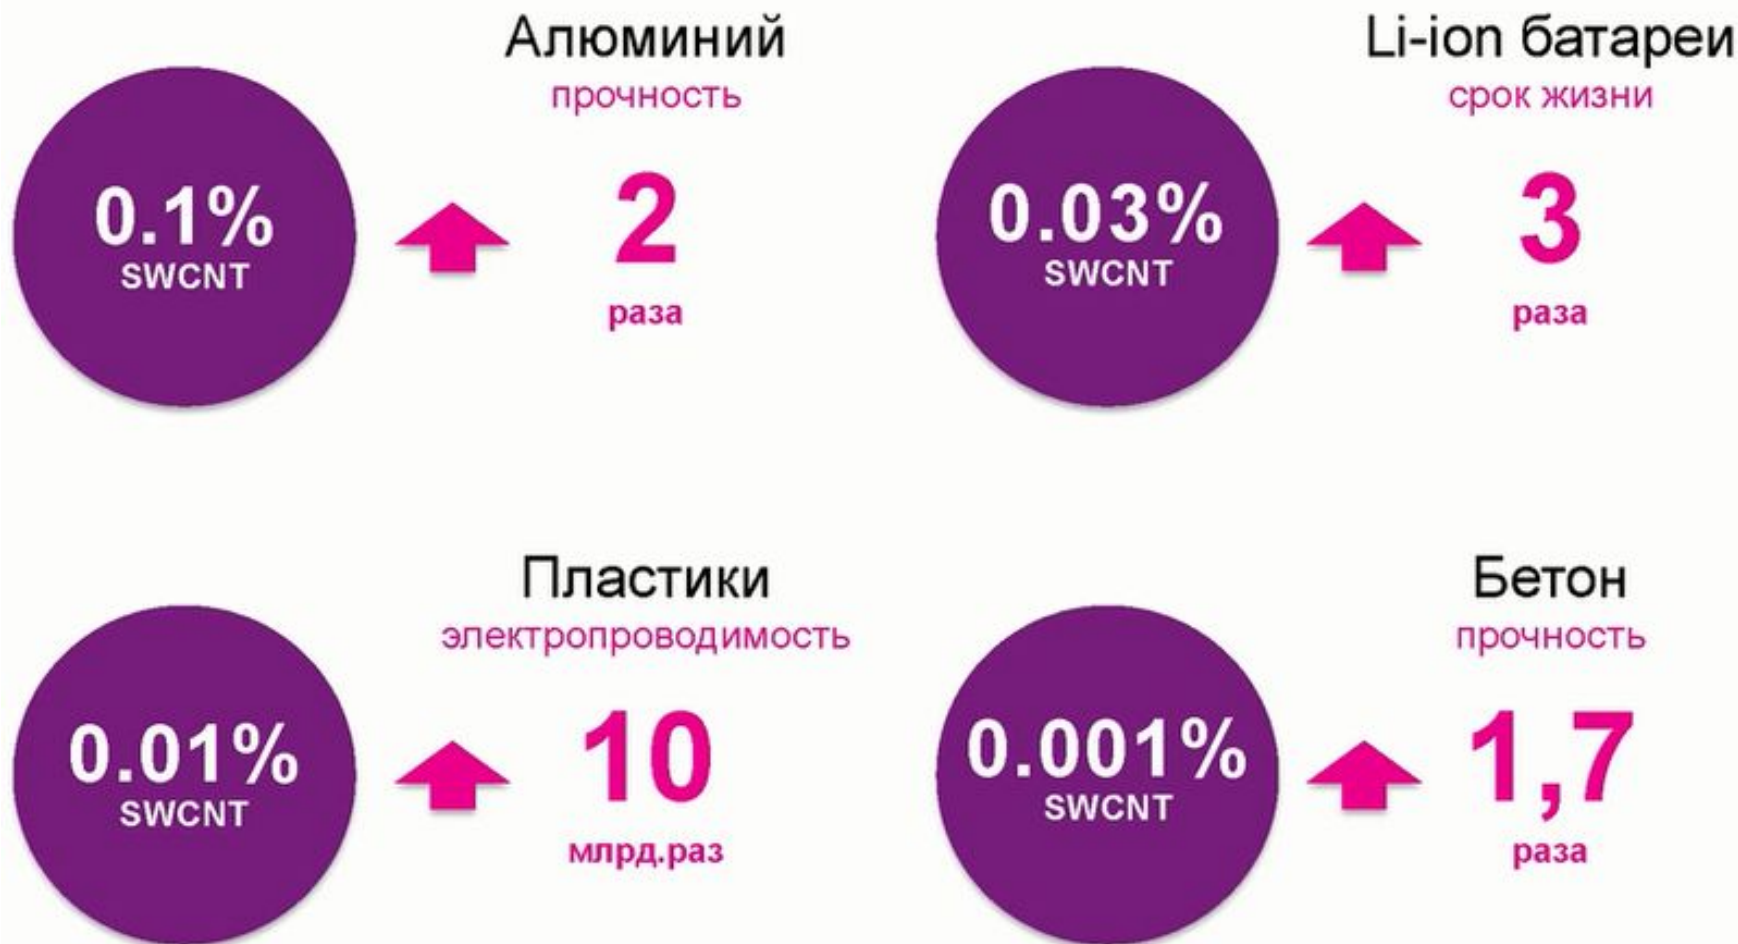 Алюминий
прочность
0.1%
SWCNT
2
раза
Li-ion батареи
срок жизни
0.03%
SWCNT
3
раза
Пластики
электропроводимость
0.01%
SWCNT
10
млрд.раз
Бетон
прочность
0.001%
SWCNT
1,7
раза